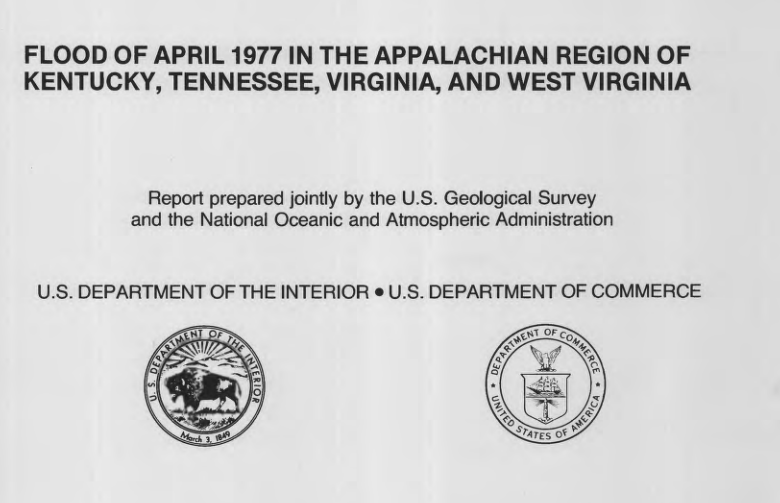 FLOOD OF APRIL 1977 IN THE APPALACHIAN REGION OF
KENTUCKY, TENNESSEE, VIRGINIA, AND WEST VIRGINIA
Report prepared jointly by the U.S. Geological Survey
and the National Oceanic and Atmospheric Administration
U.S. DEPARTMENT OF THE INTERIOR ● U.S. DEPARTMENT OF COMMERCE
U.S. DEPARTMENT OF THE INTERIOR
March 3, 1849
DEPARTMENT OF COMMERCE
UNITED STATES OF AMERICA